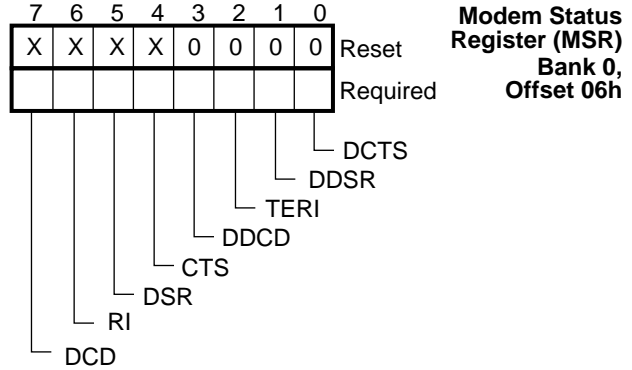 7 6 5 4 3 2 1 0
X X X X 0 0 0 0 Reset
Required
Modem Status
Register (MSR)
Bank 0,
Offset 06h
DCTS
DDSR
TERI
DDCD
CTS
DSR
RI
DCD